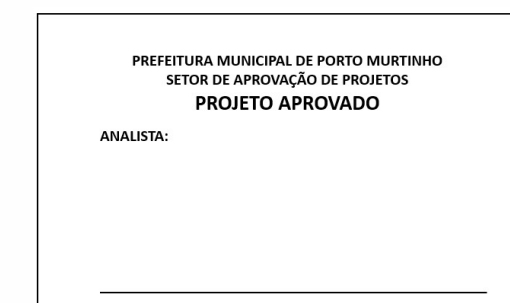 PREFEITURA MUNICIPAL DE PORTO MURTINHO
SETOR DE APROVAÇÃO DE PROJETOS
PROJETO APROVADO
ANALISTA: